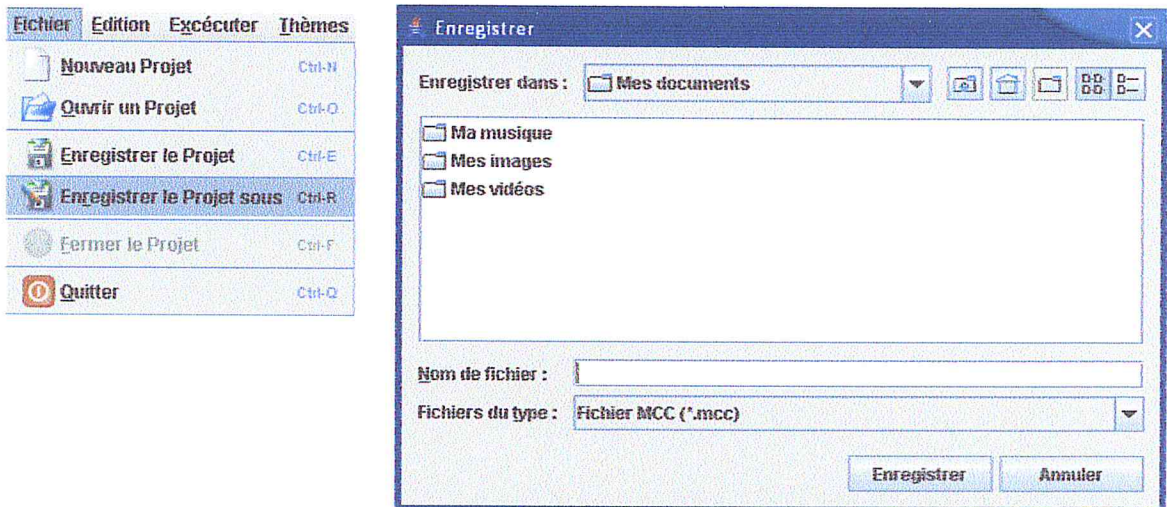 Fichier Edition Excécuter Thèmes
Nouveau Projet Ctrl-N
Ouvrir un Projet Ctrl-O
Enregistrer le Projet Ctrl-E
Enregistrer le Projet sous Ctrl-R
Fermer le Projet Ctrl-F
Quitter Ctrl-Q
Enregistrer
Enregistrer dans : Mes documents
Ma musique
Mes images
Mes vidéos
Nom de fichier :
Fichiers du type : Fichier MCC (*.mcc)
Enregistrer Annuler